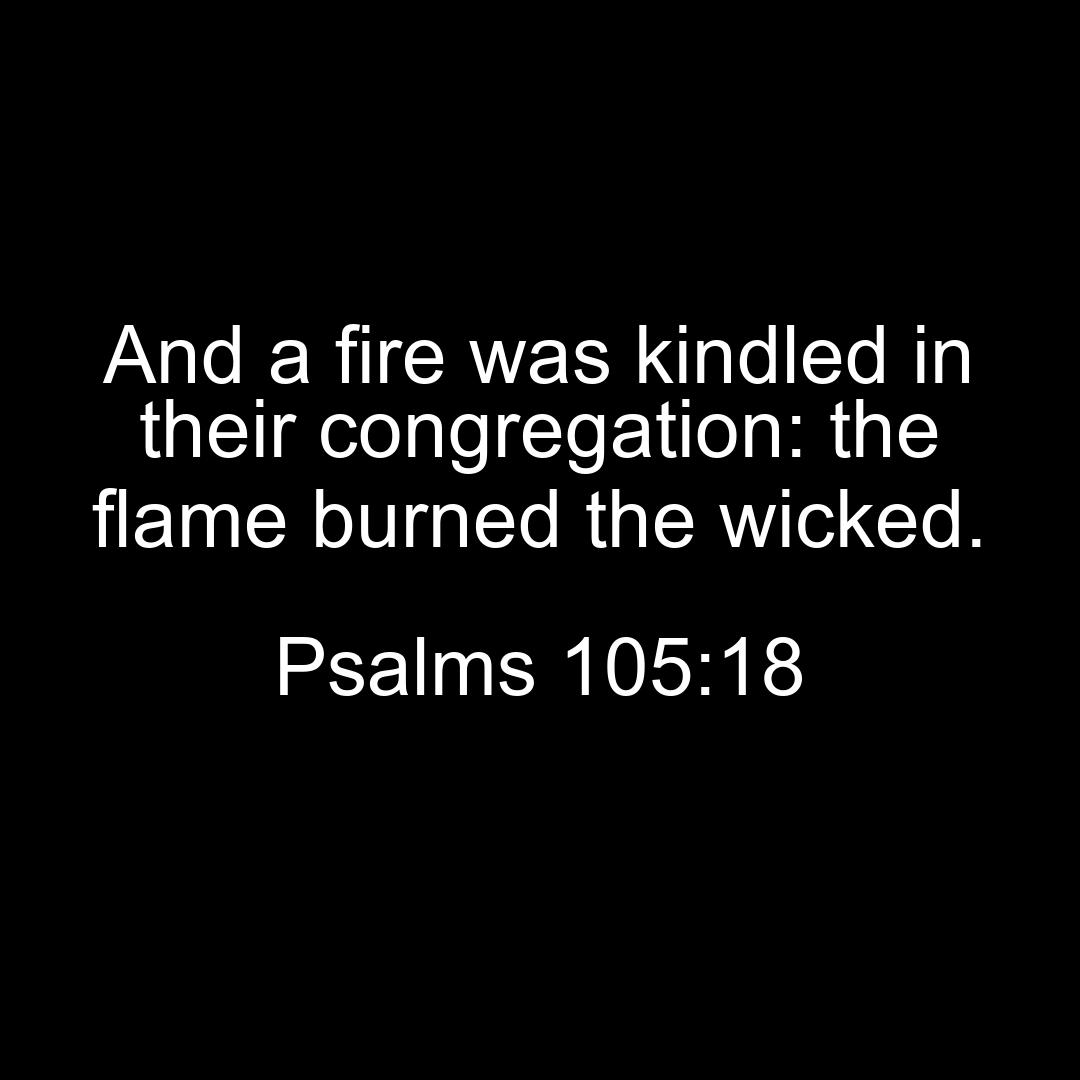 And a fire was kindled in
their congregation: the
flame burned the wicked.
Psalms 105:18